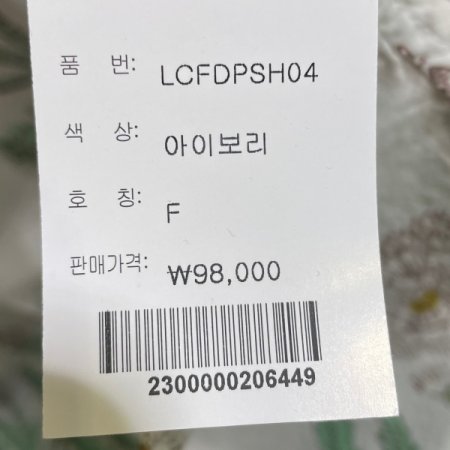 품 번: LCFDPSH04
색 상: 아이보리
호 칭: F
판매가격: ₩98,000
2300000206449